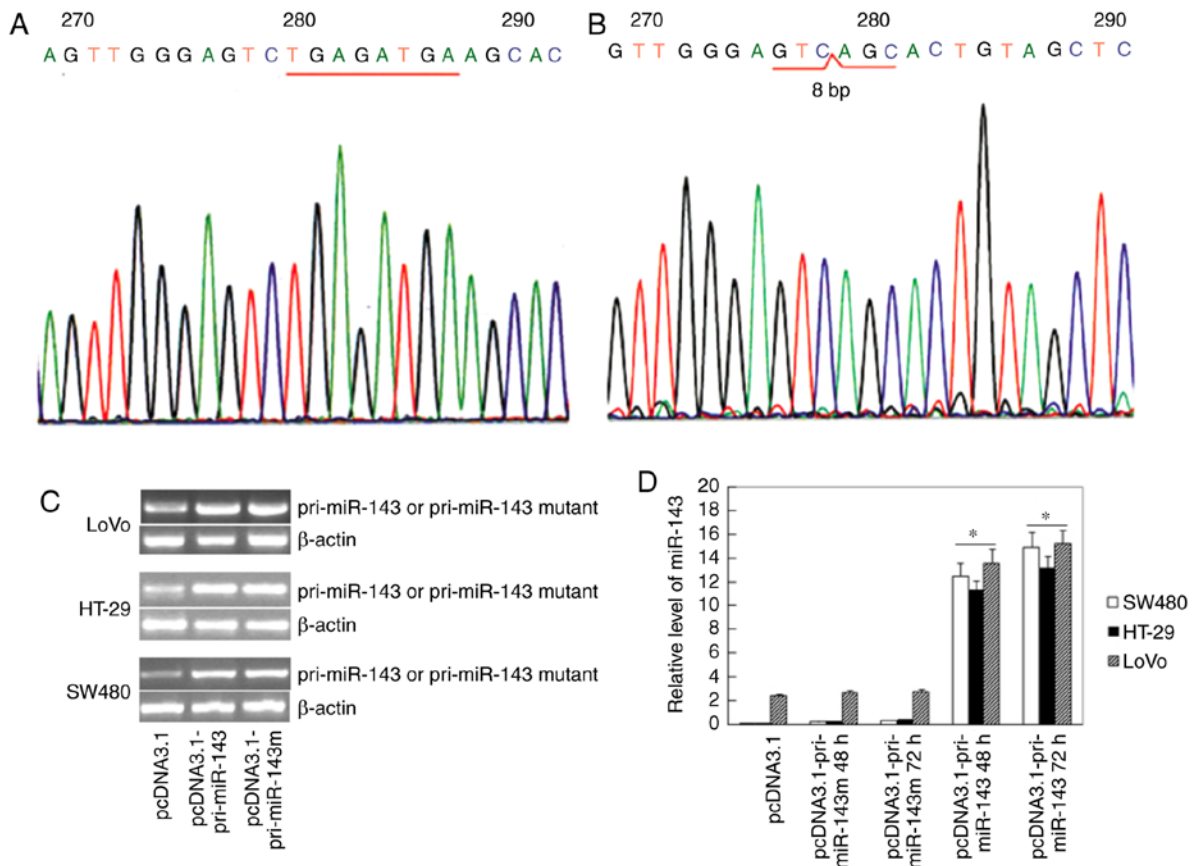 A
270 280 290
A G T T G G G A G T C T G A G A T G A A G C A C
B
270 280 290
G T T G G G A G T C A G C A C T G T A G C T C
8 bp
C
LoVo
pri-miR-143 or pri-miR-143 mutant
β-actin
HT-29
pri-miR-143 or pri-miR-143 mutant
β-actin
SW480
pri-miR-143 or pri-miR-143 mutant
β-actin
pcDNA3.1
pcDNA3.1-
pri-miR-143
pcDNA3.1-
pri-miR-143m
D
Relative level of miR-143
20
18
16
14
12
10
8
6
4
2
0
*
*
SW480
HT-29
LoVo
pcDNA3.1
pcDNA3.1-pri-
miR-143m 48 h
pcDNA3.1-pri-
miR-143m 72 h
pcDNA3.1-pri-
miR-143 48 h
pcDNA3.1-pri-
miR-143 72 h